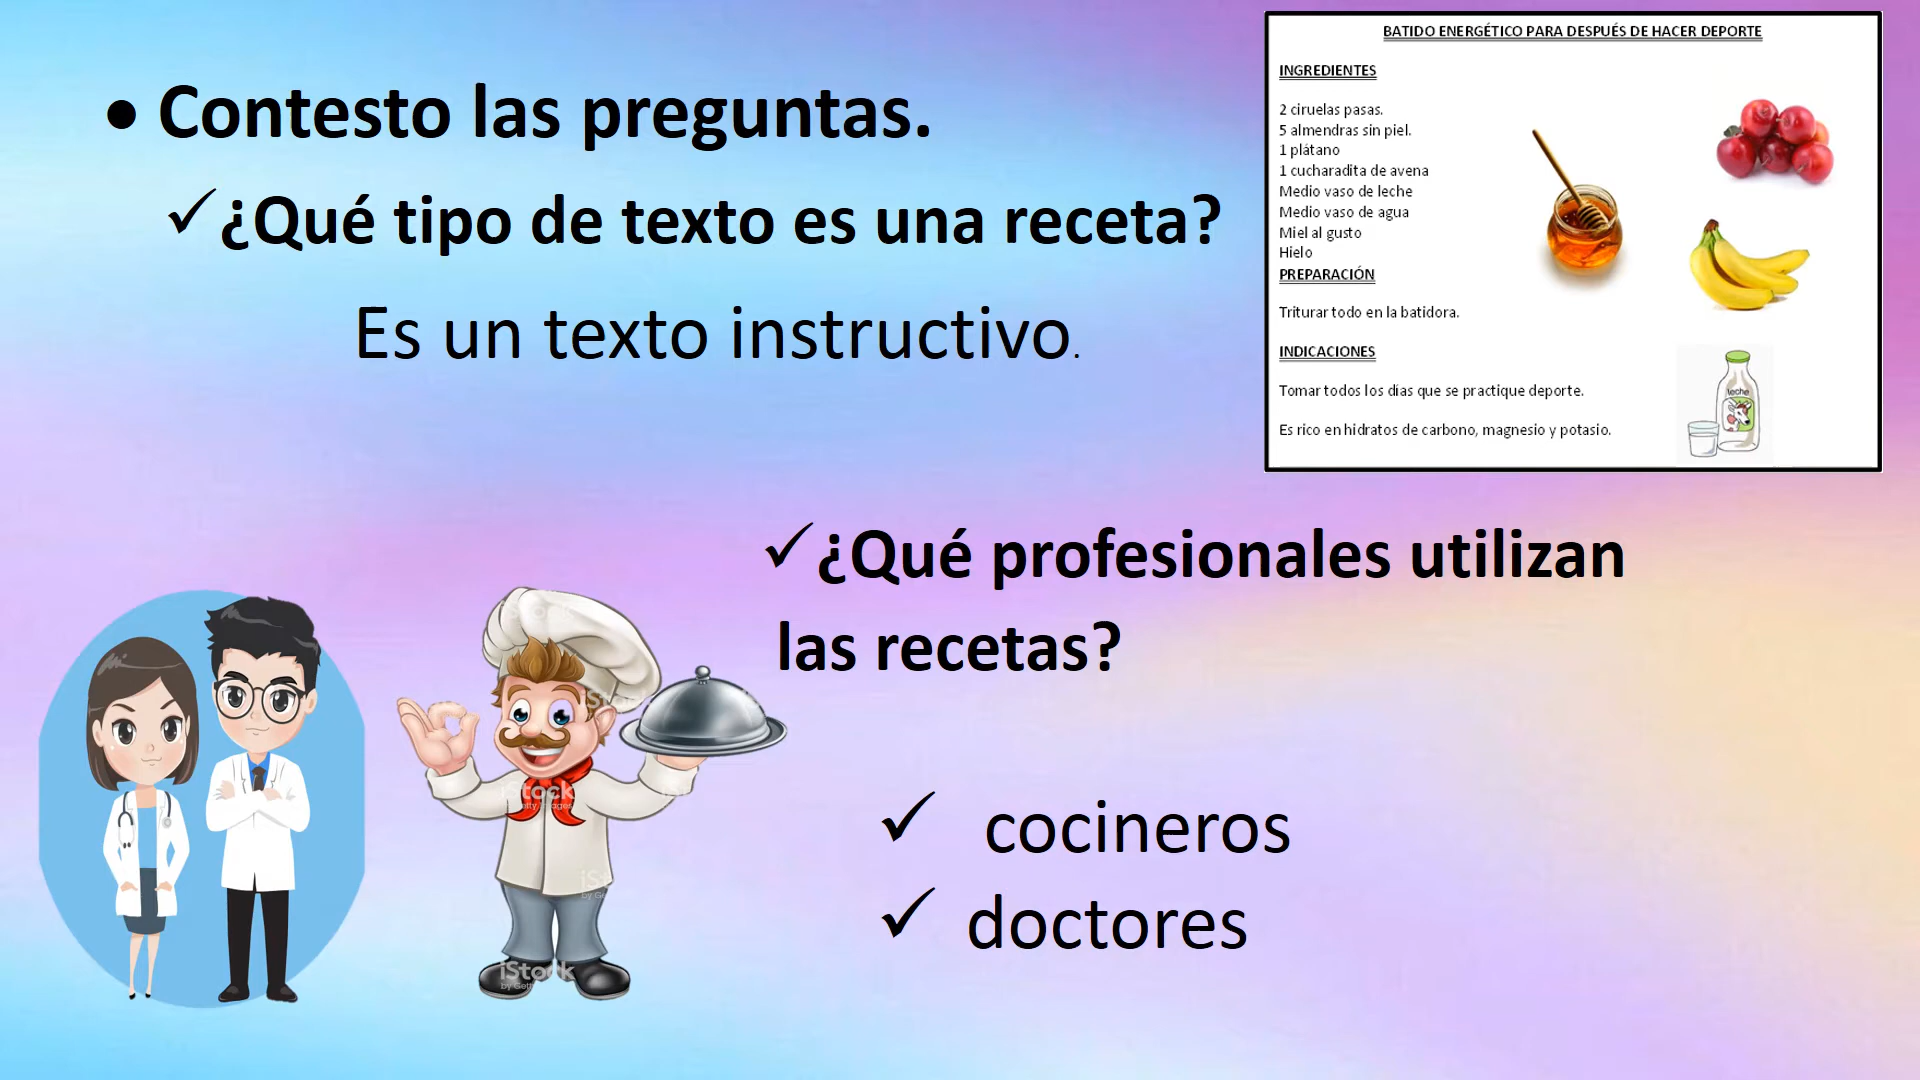 • Contesto las preguntas.
✓¿Qué tipo de texto es una receta?
Es un texto instructivo.
BATIDO ENERGÉTICO PARA DESPUÉS DE HACER DEPORTE
INGREDIENTES
2 ciruelas pasas.
5 almendras sin piel.
1 plátano
1 cucharadita de avena
Medio vaso de leche
Medio vaso de agua
Miel al gusto
Hielo
PREPARACIÓN
Triturar todo en la batidora.
INDICACIONES
Tomar todos los días que se practique deporte.
Es rico en hidratos de carbono, magnesio y potasio.
leche
✓¿Qué profesionales utilizan
las recetas?
✓ cocineros
✓ doctores
iStock
iStock
iStock